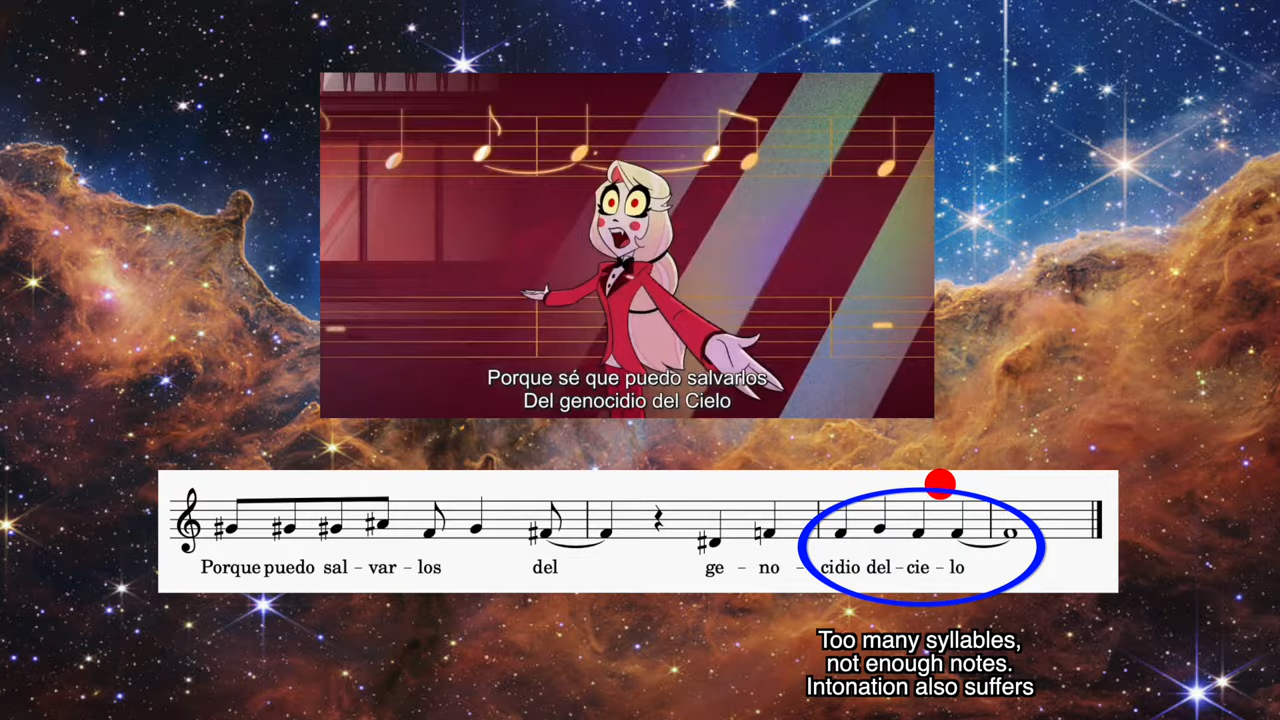 Porque sé que puedo salvarlos
Del genocidio del Cielo
Porque puedo sal – var – los del ge – no – cidio del – cie – lo
Too many syllables,
not enough notes.
Intonation also suffers